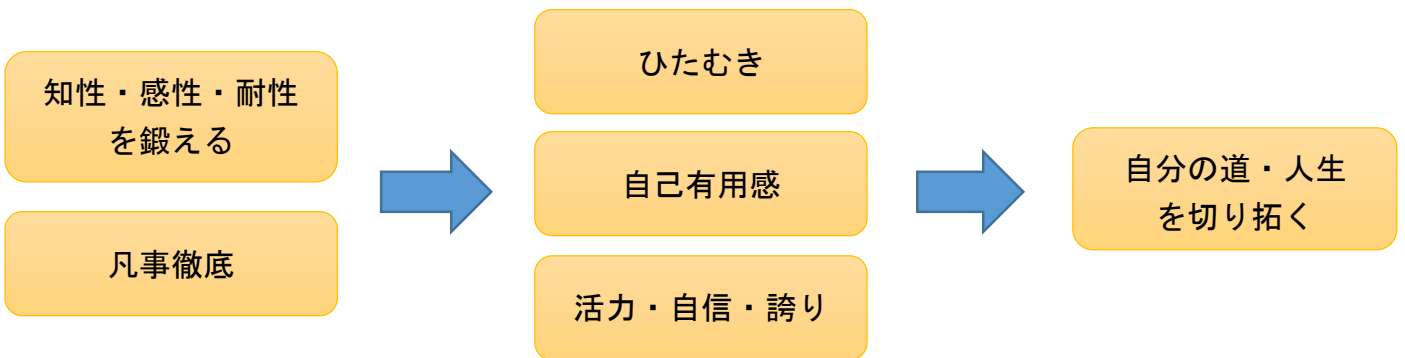 知性・感性・耐性
を鍛える
凡事徹底
ひたむき
自己有用感
活力・自信・誇り
自分の道・人生
を切り拓く